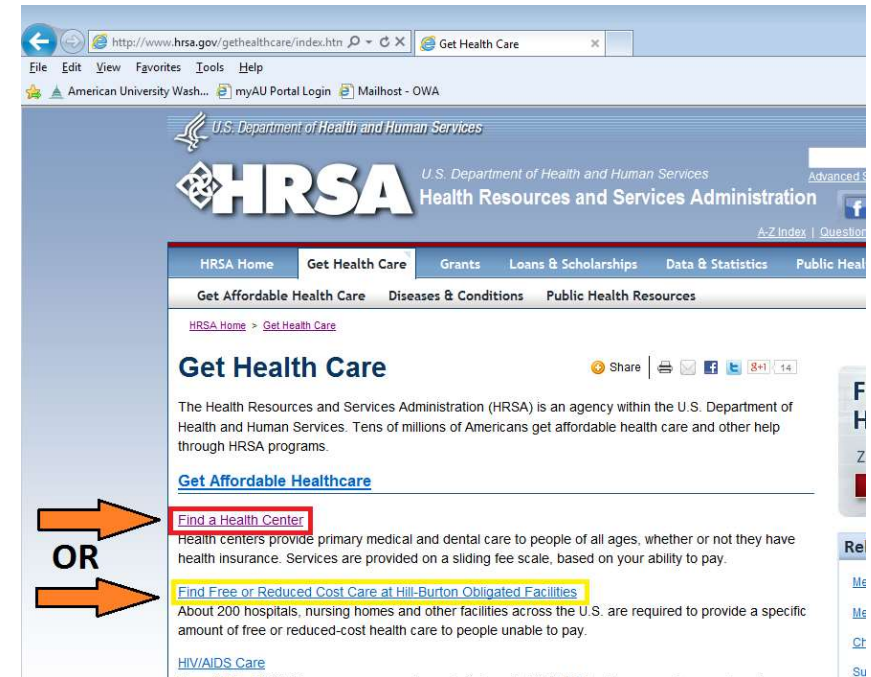 http://www.hrsa.gov/gethealthcare/index.htn
Get Health Care
File Edit View Favorites Tools Help
American University Wash... myAU Portal Login Mailhost - OWA
U.S. Department of Health and Human Services
HRSA
U.S. Department of Health and Human Services
Advanced S
Health Resources and Services Administration
A-Z Index | Question
HRSA Home Get Health Care Grants Loans & Scholarships Data & Statistics Public Heal
Get Affordable Health Care Diseases & Conditions Public Health Resources
HRSA Home > Get Health Care
Get Health Care
Share 8+1 14
The Health Resources and Services Administration (HRSA) is an agency within the U.S. Department of
Health and Human Services. Tens of millions of Americans get affordable health care and other help
through HRSA programs.
F
H
Z
Get Affordable Healthcare
Find a Health Center
Health centers provide primary medical and dental care to people of all ages, whether or not they have
health insurance. Services are provided on a sliding fee scale, based on your ability to pay.
OR
Rel
Find Free or Reduced Cost Care at Hill-Burton Obligated Facilities
Me
About 200 hospitals, nursing homes and other facilities across the U.S. are required to provide a specific
amount of free or reduced-cost health care to people unable to pay.
Me
Ch
HIV/AIDS Care
Su